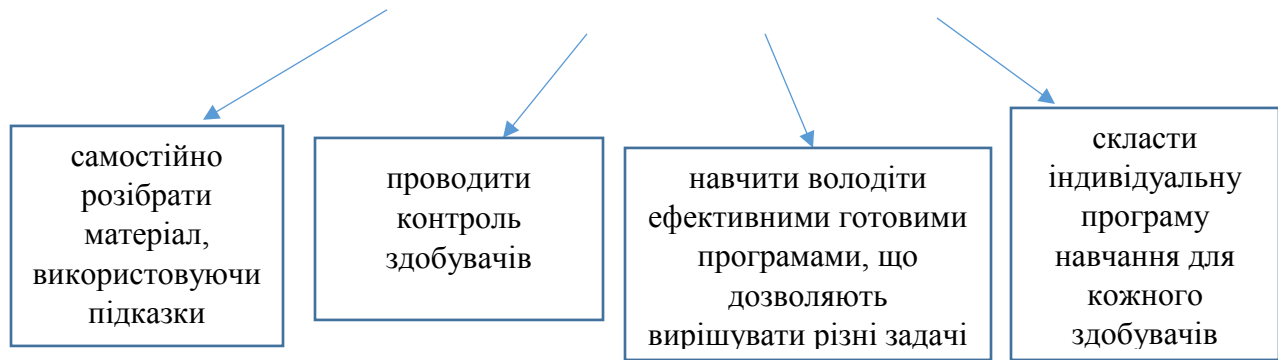 самостійно
розібрати
матеріал,
використовуючи
підказки
проводити
контроль
здобувачів
навчити володіти
ефективними готовими
програмами, що
дозволяють
вирішувати різні задачі
скласти
індивідуальну
програму
навчання для
кожного
здобувачів